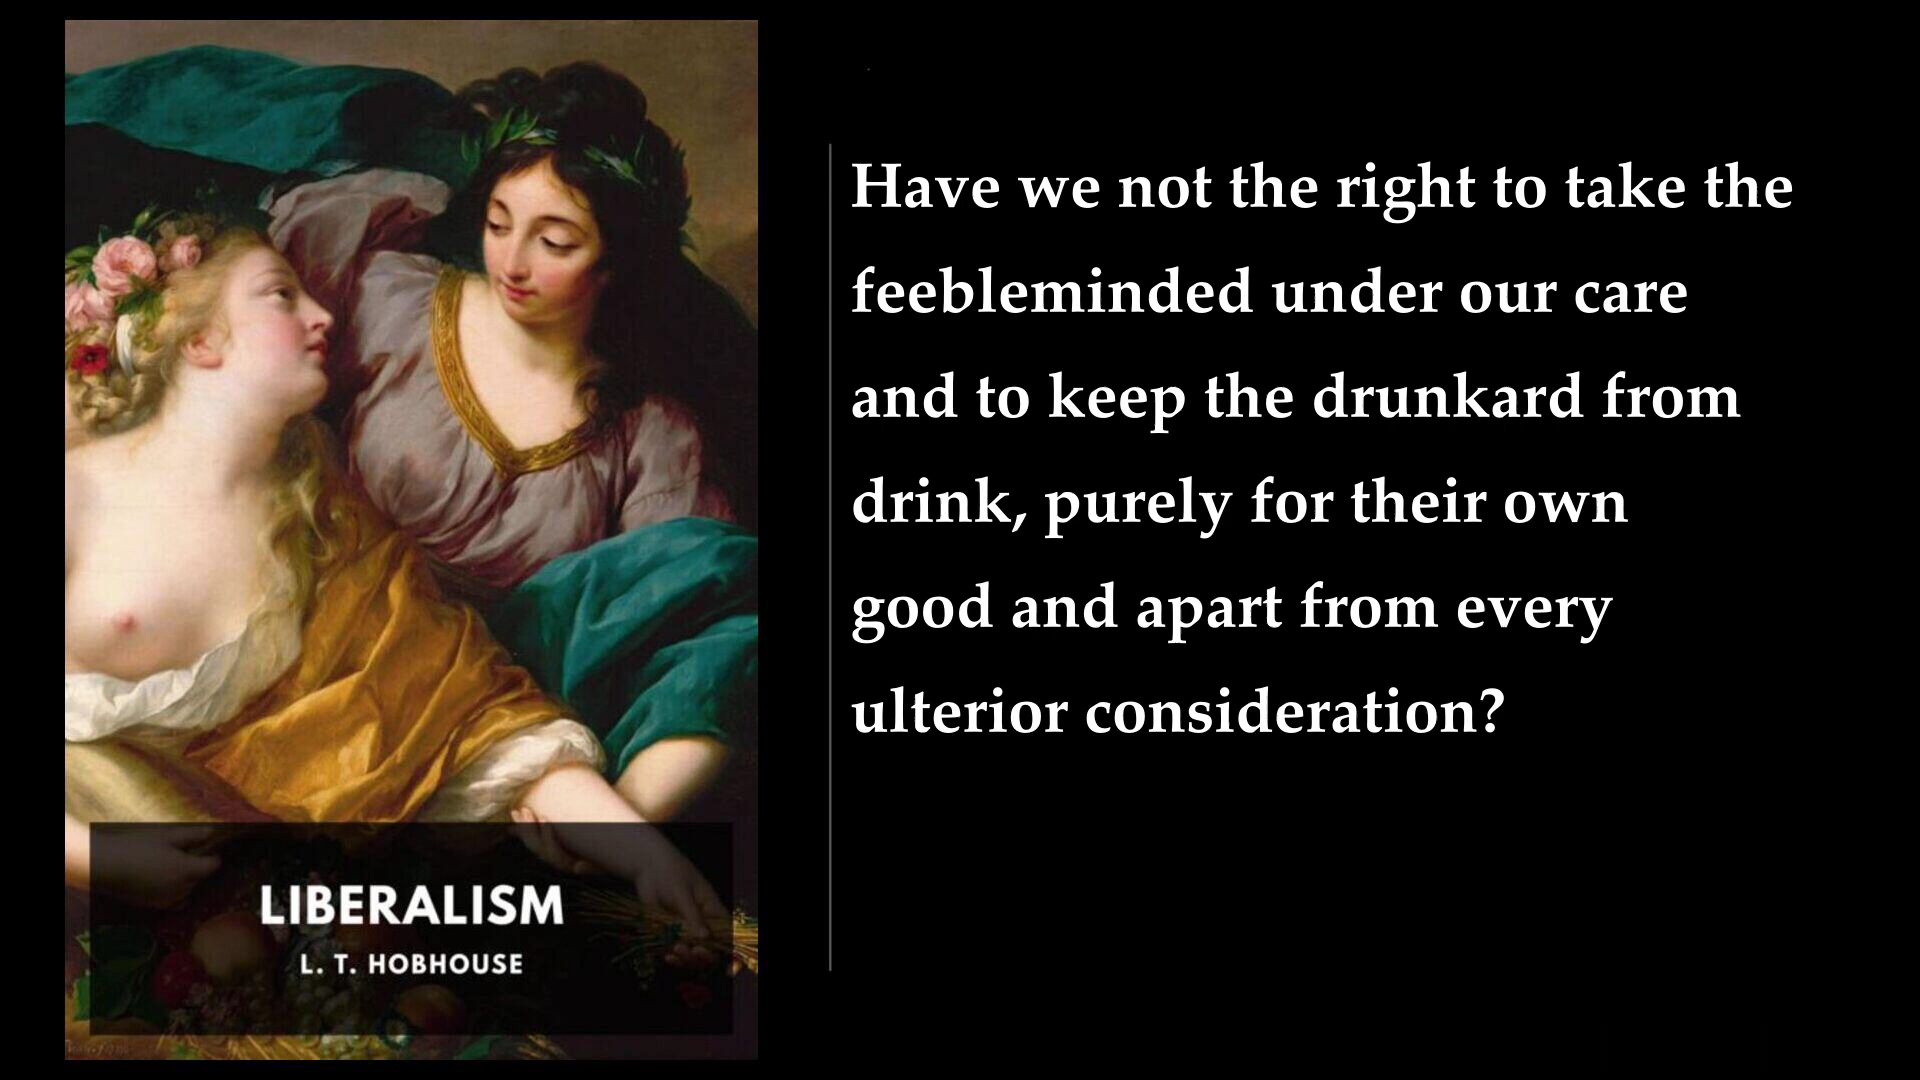 Have we not the right to take the
feebleminded under our care
and to keep the drunkard from
drink, purely for their own
good and apart from every
ulterior consideration?
LIBERALISM
L. T. HOBHOUSE